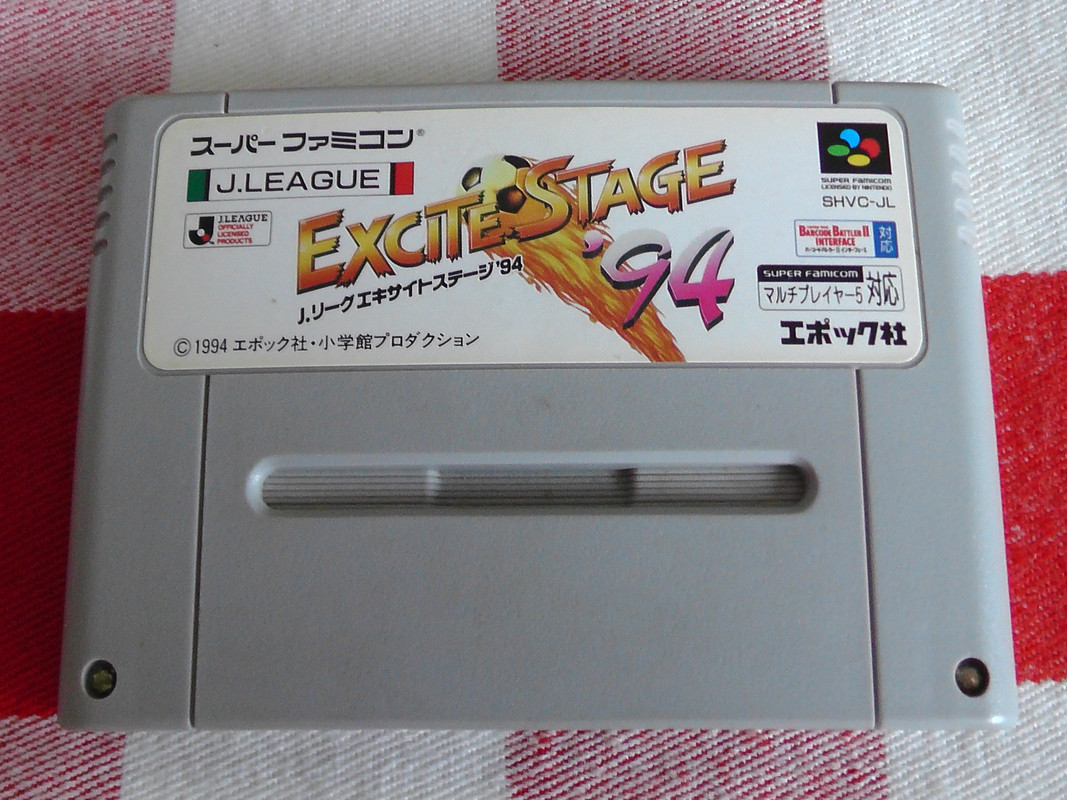 スーパーファミコン®
J.LEAGUE
J.LEAGUE
OFFICIALLY
LICENSED
PRODUCTS
EXCITE STAGE
'94
J.リーグエキサイトステージ'94
© 1994 エポック社・小学館プロダクション
SUPER FAMICOM
LICENSED BY NINTENDO
SHVC-JL
BARCODE BATTLER II
INTERFACE
対応
SUPER FAMICOM
マルチプレイヤー5 対応
エポック社